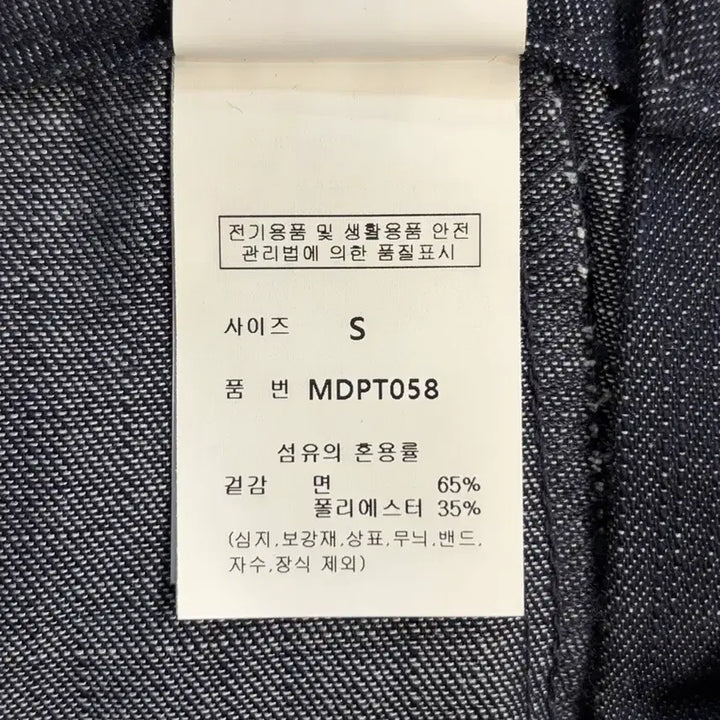 전기용품 및 생활용품 안전
관리법에 의한 품질표시
사이즈 S
품 번 MDPT058
섬유의 혼용률
겉감 면 65%
폴리에스터 35%
(심지,보강재,상표,무늬,밴드,
자수,장식 제외)